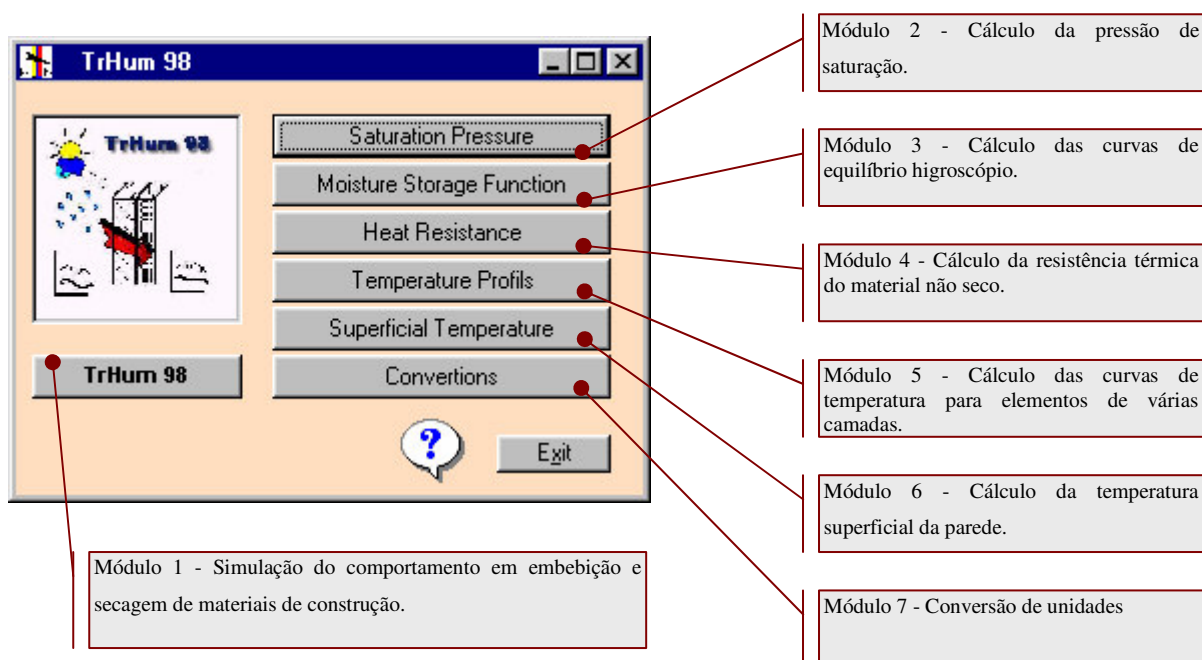 TrHum 98
TrHum 98
Saturation Pressure
Moisture Storage Function
Heat Resistance
Temperature Profils
Superficial Temperature
TrHum 98
Convertions
?
Exit
Módulo 2 - Cálculo da pressão de
saturação.
Módulo 3 - Cálculo das curvas de
equilíbrio higroscópio.
Módulo 4 - Cálculo da resistência térmica
do material não seco.
Módulo 5 - Cálculo das curvas de
temperatura para elementos de várias
camadas.
Módulo 6 - Cálculo da temperatura
superficial da parede.
Módulo 1 - Simulação do comportamento em embebição e
secagem de materiais de construção.
Módulo 7 - Conversão de unidades